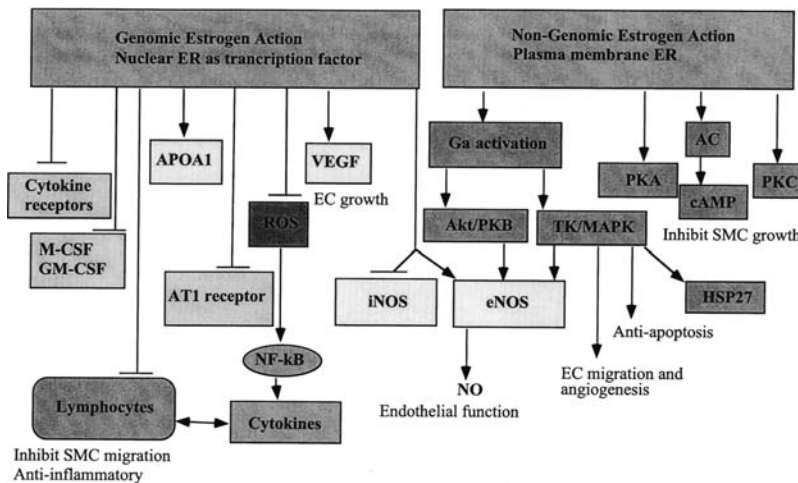 Genomic Estrogen Action
Nuclear ER as trancription factor
Non-Genomic Estrogen Action
Plasma membrane ER
Ga activation
AC
APOA1
VEGF
EC growth
Cytokine
receptors
PKA
cAMP
PKC
Inhibit SMC growth
ROS
Akt/PKB
TK/MAPK
M-CSF
GM-CSF
AT1 receptor
iNOS
eNOS
HSP27
Anti-apoptosis
NF-kB
NO
Endothelial function
EC migration and
angiogenesis
Lymphocytes
Cytokines
Inhibit SMC migration
Anti-inflammatory